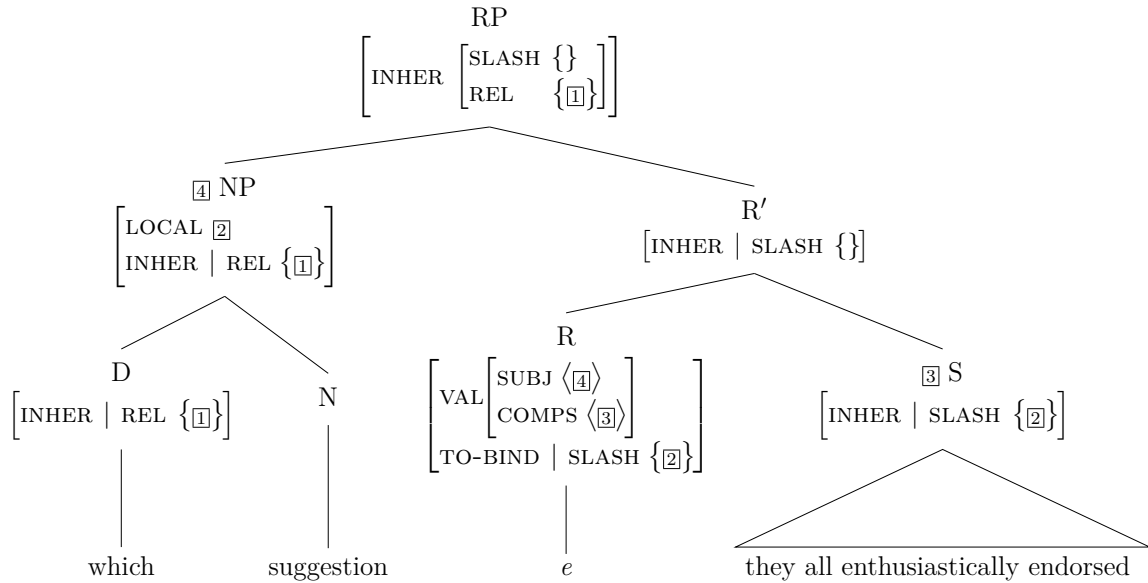 RP
[INHER [SLASH {}
REL {1}]]
4 NP
[LOCAL 2
INHER | REL {1}]
R′
[INHER | SLASH {}]
D
[INHER | REL {1}]
N
R
[VAL [SUBJ ⟨4⟩
COMPS ⟨3⟩]
TO-BIND | SLASH {2}]
3 S
[INHER | SLASH {2}]
which suggestion e they all enthusiastically endorsed